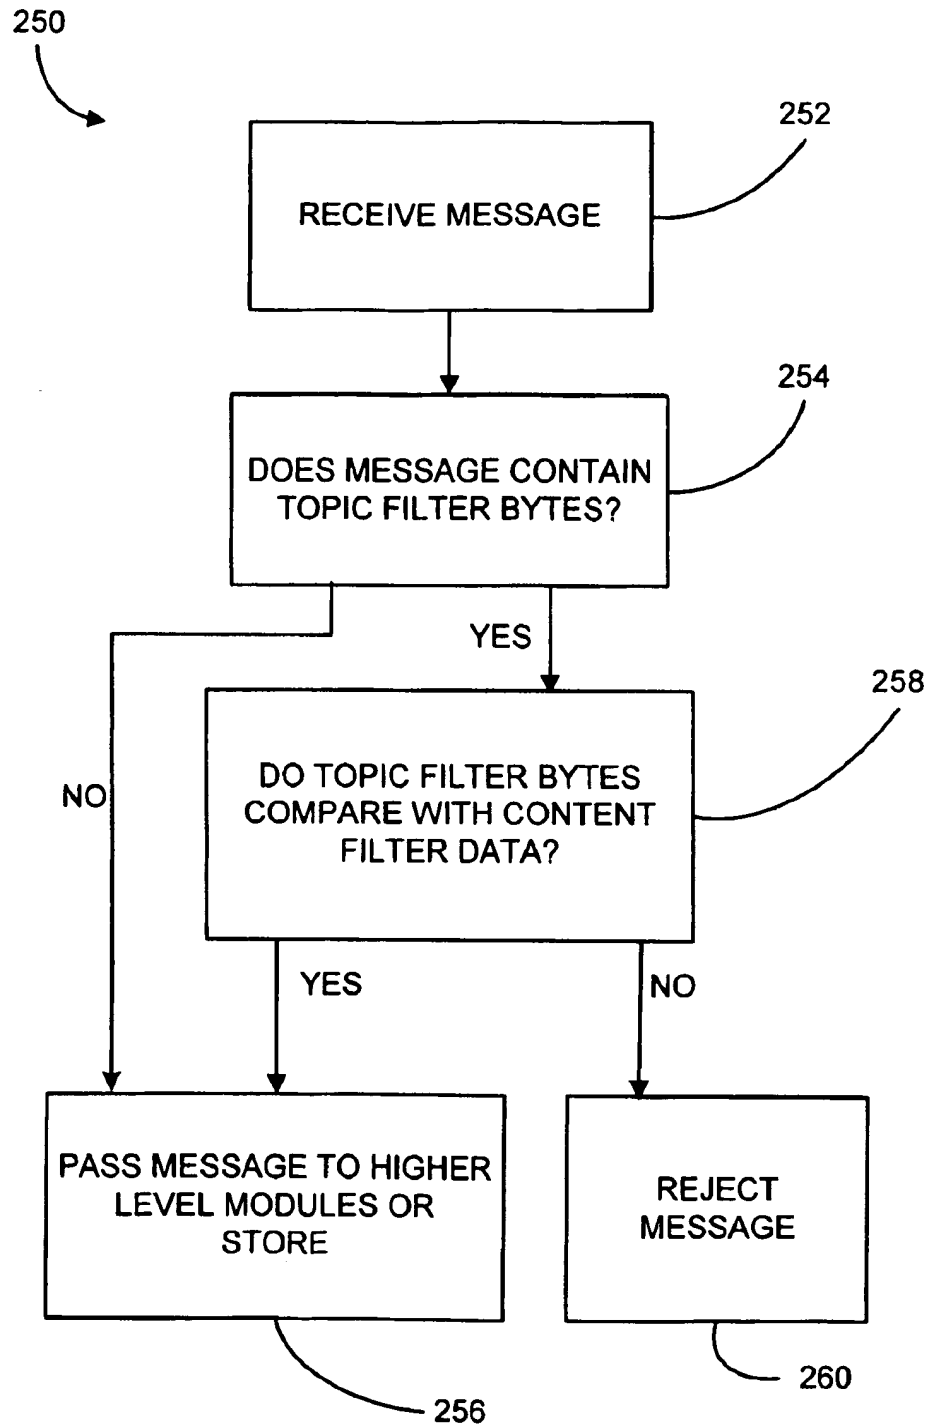 250
252
RECEIVE MESSAGE
254
DOES MESSAGE CONTAIN
TOPIC FILTER BYTES?
YES
258
DO TOPIC FILTER BYTES
COMPARE WITH CONTENT
FILTER DATA?
NO
YES
NO
PASS MESSAGE TO HIGHER
LEVEL MODULES OR
STORE
REJECT
MESSAGE
260
256